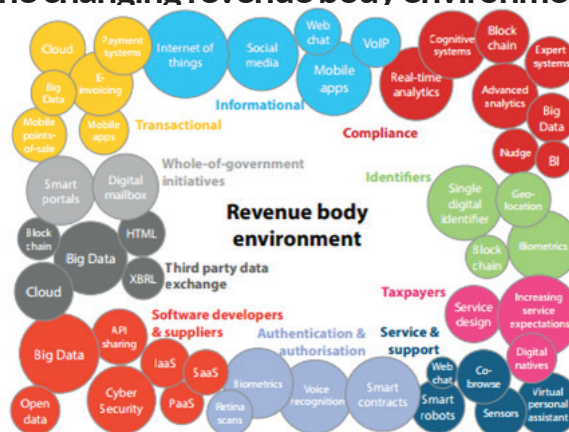 The changing revenue body environme
Cloud
Payment
systems
Big
Data
E-
invoicing
Mobile
points-
of-sale
Mobile
apps
Transactional
Internet of
things
Social
media
Web
chat
VoIP
Mobile
apps
Informational
Real-time
analytics
Cognitive
systems
Block
chain
Expert
systems
Advanced
analytics
Big
Data
Nudge
BI
Compliance
Whole-of-government
initiatives
Smart
portals
Digital
mailbox
Identifiers
Single
digital
identifier
Geo-
location
Block
chain
Biometrics
Revenue body
environment
Block
chain
Big Data
HTML
XBRL
Cloud
Third party data
exchange
Taxpayers
Service
design
Increasing
service
expectations
Digital
natives
Software developers
& suppliers
Big Data
API
sharing
IaaS
SaaS
PaaS
Cyber
Security
Open
data
Authentication &
authorisation
Biometrics
Retina
scans
Voice
recognition
Smart
contracts
Service &
support
Web
chat
Smart
robots
Co-
browse
Sensors
Virtual
personal
assistant